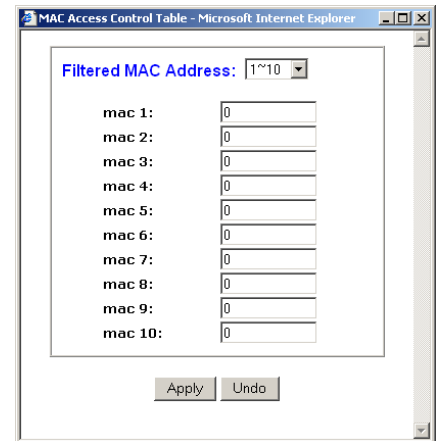 MAC Access Control Table - Microsoft Internet Explorer
Filtered MAC Address: 1~10
mac 1: 0
mac 2: 0
mac 3: 0
mac 4: 0
mac 5: 0
mac 6: 0
mac 7: 0
mac 8: 0
mac 9: 0
mac 10: 0
Apply Undo